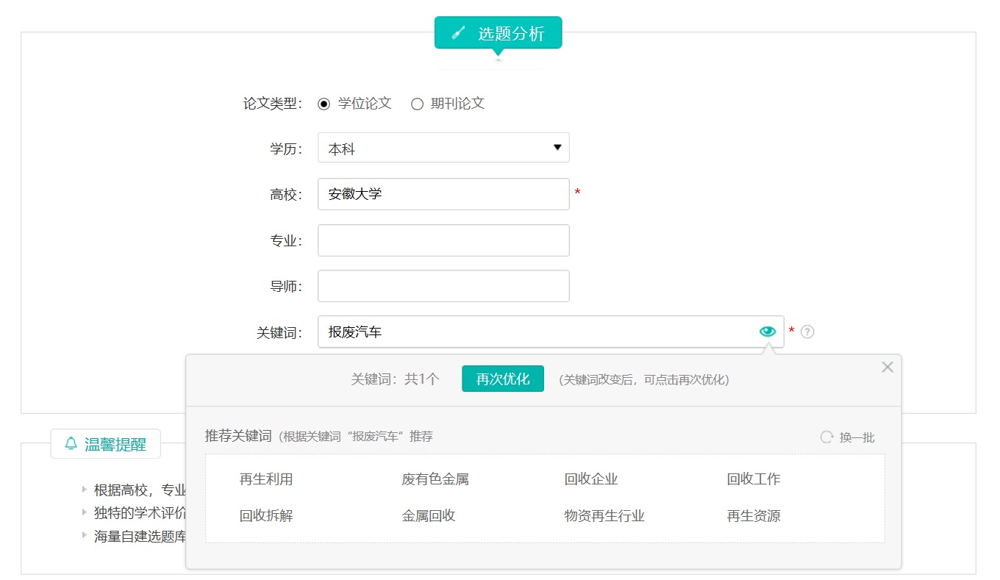 选题分析
论文类型： 学位论文 期刊论文
学历： 本科
高校： 安徽大学 *
专业：
导师：
关键词： 报废汽车 * ?
关键词：共1个 再次优化 (关键词改变后，可点击再次优化)
推荐关键词（根据关键词“报废汽车”推荐 换一批
再生利用 废有色金属 回收企业 回收工作
回收拆解 金属回收 物资再生行业 再生资源
温馨提醒
根据高校，专业
独特的学术评价
海量自建选题库